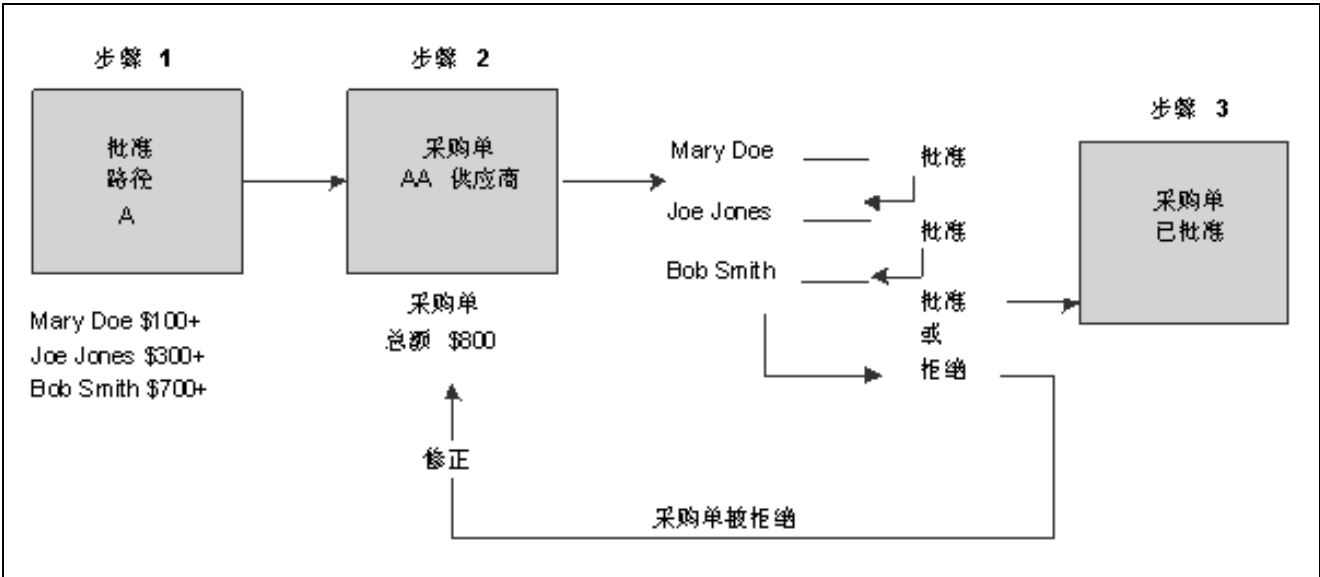 步骤 1
批准
路径
A
Mary Doe $100+
Joe Jones $300+
Bob Smith $700+
步骤 2
采购单
AA 供应商
采购单
总额 $800
Mary Doe
批准
Joe Jones
批准
Bob Smith
批准
或
拒绝
步骤 3
采购单
已批准
修正
采购单被拒绝